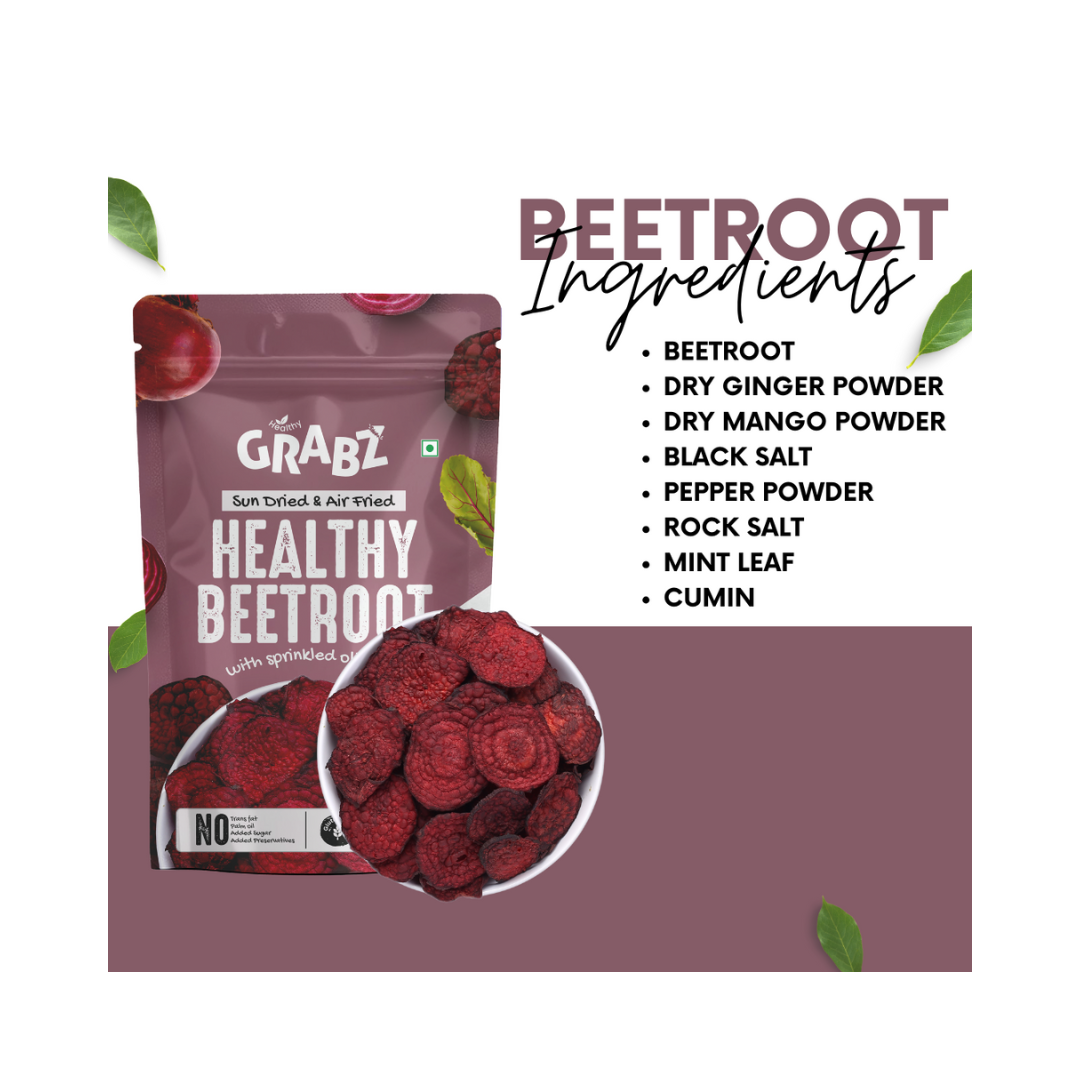 BEETROOT
Ingredients
• BEETROOT
• DRY GINGER POWDER
• DRY MANGO POWDER
• BLACK SALT
• PEPPER POWDER
• ROCK SALT
• MINT LEAF
• CUMIN
Healthy
GRABZ
Sun Dried & Air Fried
HEALTHY
BEETROOT
with sprinkled
NO
Trans fat
Palm oil
Added Sugar
Added Preservatives